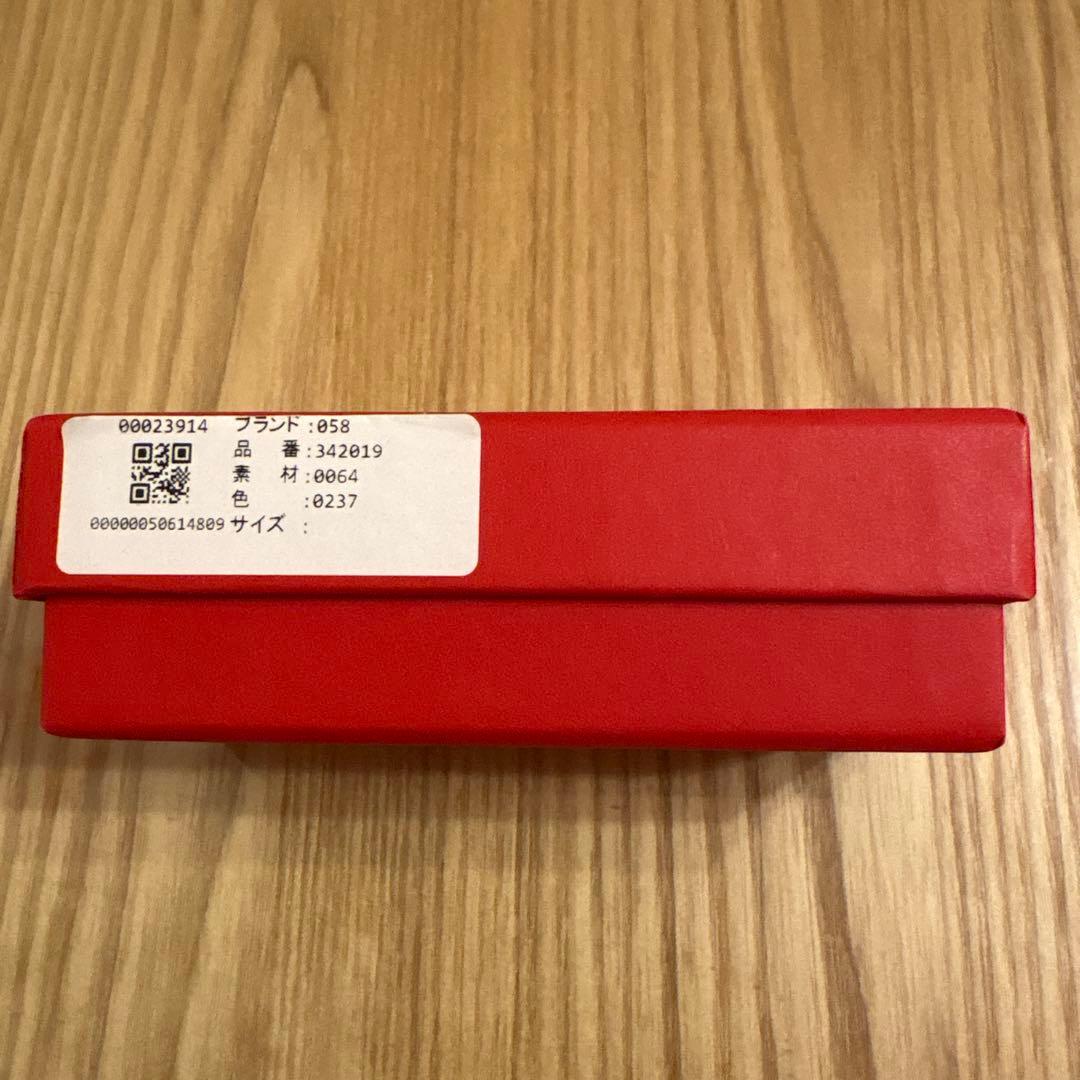 00023914 ブランド:058
品 番:342019
素 材:0064
色 :0237
00000050614809 サイズ :